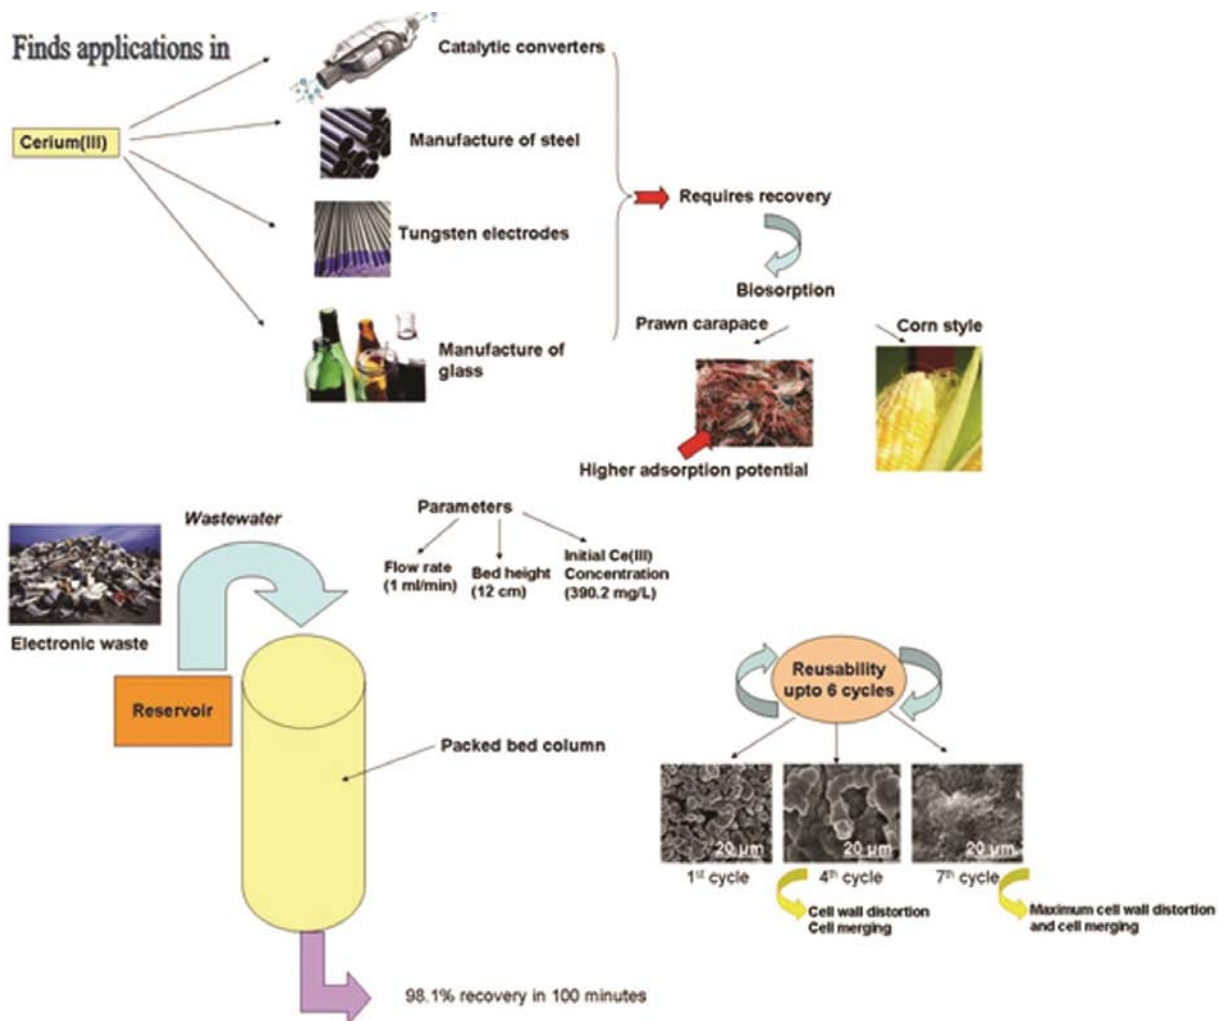 Finds applications in
Cerium(III)
Catalytic converters
Manufacture of steel
Tungsten electrodes
Manufacture of
glass
Requires recovery
Biosorption
Prawn carapace
Corn style
Higher adsorption potential
Wastewater
Electronic waste
Reservoir
Parameters
Flow rate
(1 ml/min)
Bed height
(12 cm)
Initial Ce(III)
Concentration
(390.2 mg/L)
Packed bed column
98.1% recovery in 100 minutes
Reusability
upto 6 cycles
20 µm
20 µm
20 µm
1st cycle
4th cycle
7th cycle
Cell wall distortion
Cell merging
Maximum cell wall distortion
and cell merging